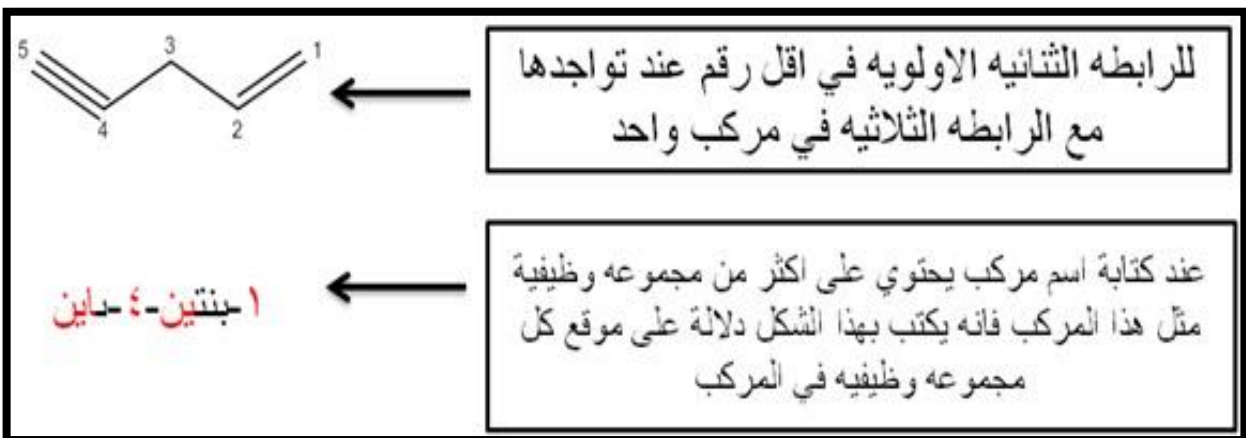 5
3
1
4
2
للرابطه الثنائيه الاولويه في اقل رقم عند تواجدها
مع الرابطه الثلاثيه في مركب واحد
عند كتابة اسم مركب يحتوي على اكثر من مجموعه وظيفية
مثل هذا المركب فانه يكتب بهذا الشكل دلالة على موقع كل
مجموعه وظيفيه في المركب
١-بنتين-٤-ـاين